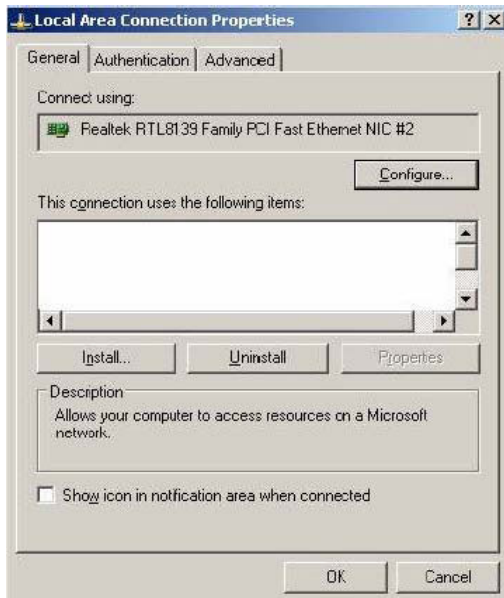 Local Area Connection Properties
General Authentication Advanced
Connect using:
Realtek RTL8139 Family PCI Fast Ethernet NIC #2
Configure...
This connection uses the following items:
Install... Uninstall Properties
Description
Allows your computer to access resources on a Microsoft
network.
Show icon in notification area when connected
OK Cancel